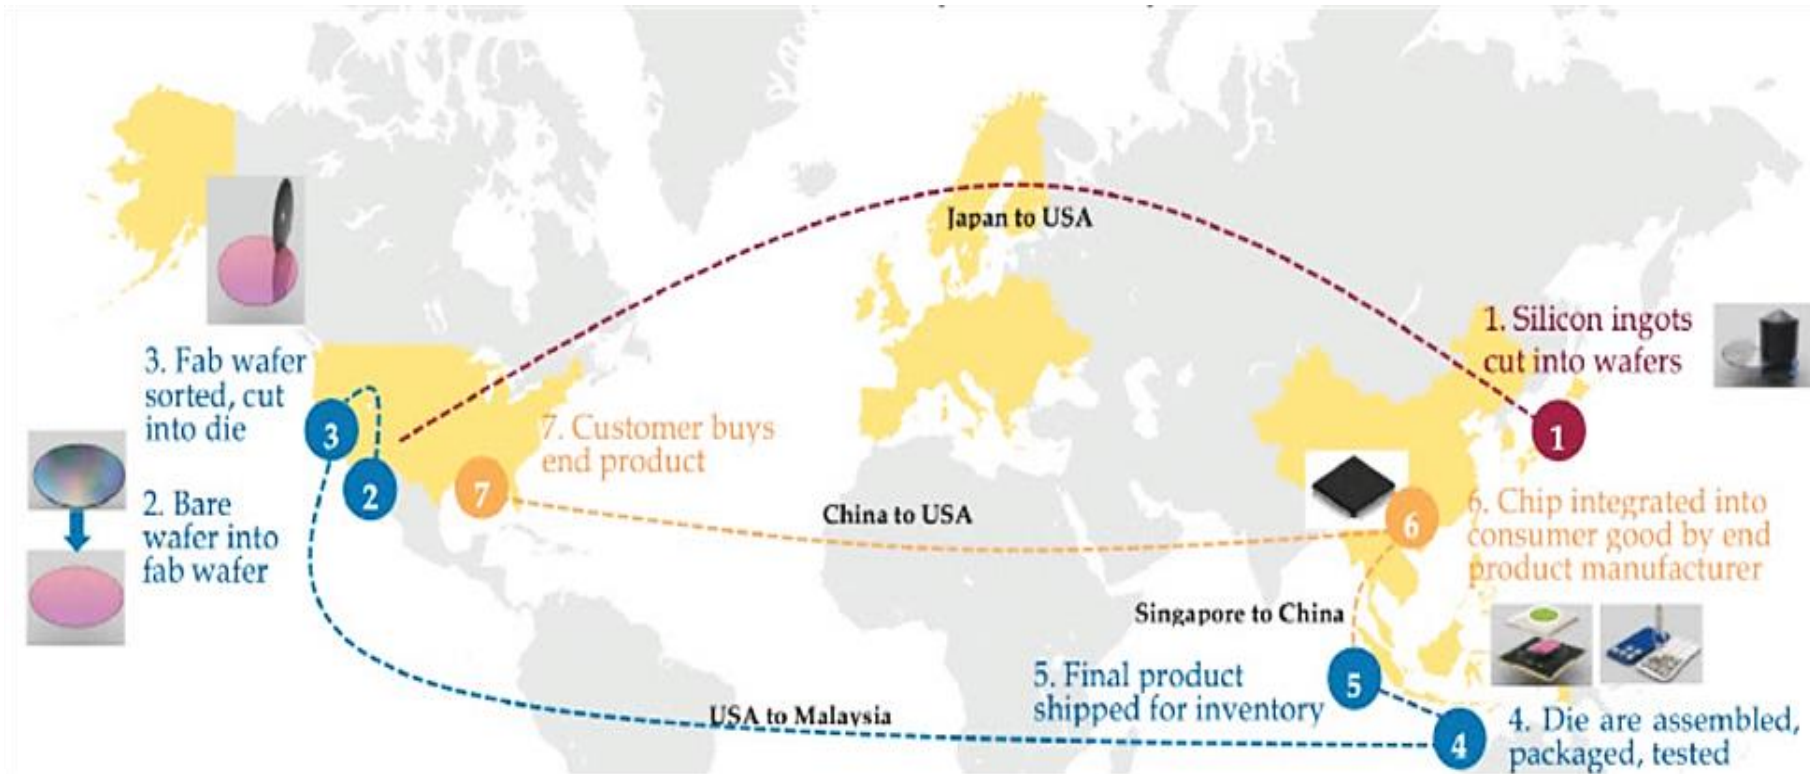 Japan to USA
1. Silicon ingots
cut into wafers
1
3. Fab wafer
sorted, cut
into die
3
2
2. Bare
wafer into
fab wafer
7. Customer buys
end product
7
China to USA
6
6. Chip integrated into
consumer good by end
product manufacturer
Singapore to China
5. Final product
shipped for inventory
5
USA to Malaysia
4
4. Die are assembled,
packaged, tested